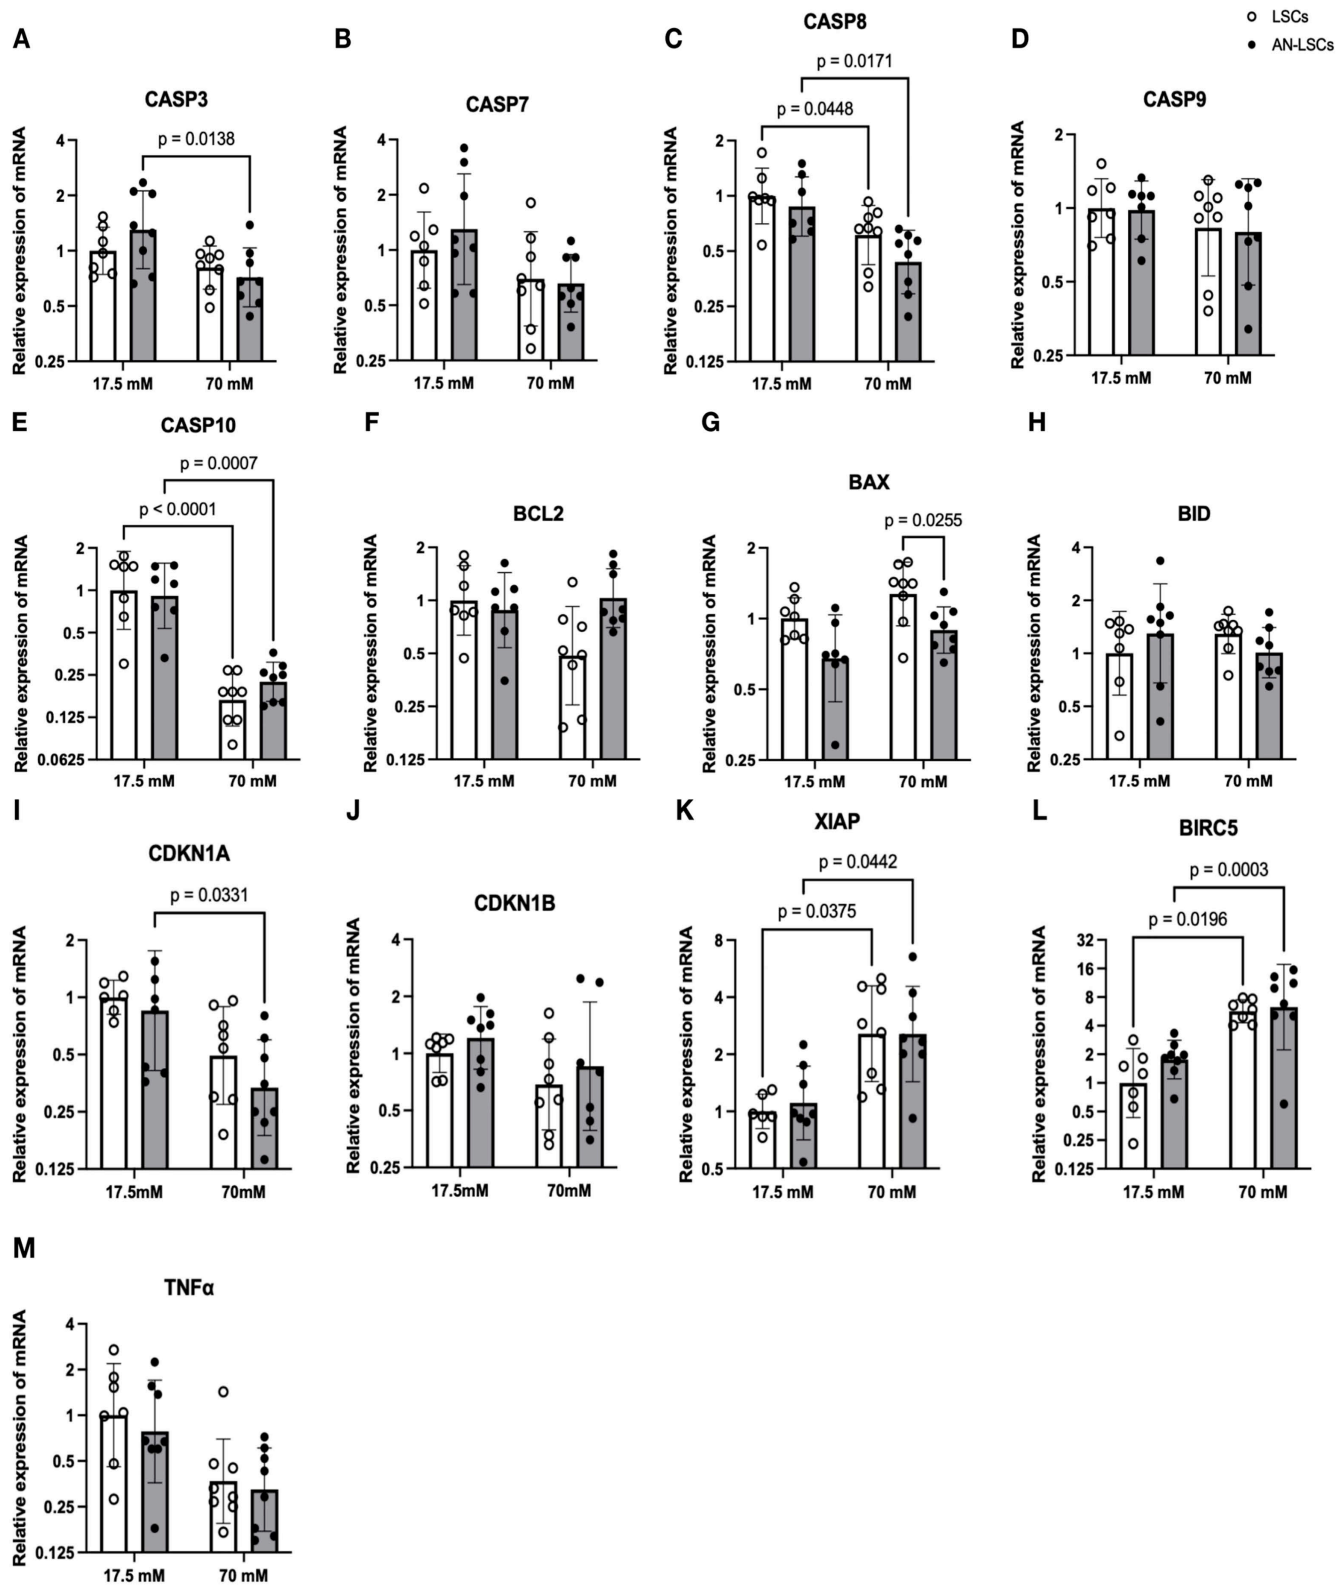 LSCs
AN-LSCs
A
CASP3
Relative expression of mRNA
4
2
1
0.5
0.25
p = 0.0138
17.5 mM
70 mM
B
CASP7
Relative expression of mRNA
4
2
1
0.5
0.25
17.5 mM
70 mM
C
CASP8
Relative expression of mRNA
2
1
0.5
0.25
0.125
p = 0.0171
p = 0.0448
17.5 mM
70 mM
D
CASP9
Relative expression of mRNA
2
1
0.5
0.25
17.5 mM
70 mM
E
CASP10
Relative expression of mRNA
2
1
0.5
0.25
0.125
0.0625
p = 0.0007
p < 0.0001
17.5 mM
70 mM
F
BCL2
Relative expression of mRNA
2
1
0.5
0.25
0.125
17.5 mM
70 mM
G
BAX
Relative expression of mRNA
2
1
0.5
0.25
p = 0.0255
17.5 mM
70 mM
H
BID
Relative expression of mRNA
4
2
1
0.5
0.25
17.5 mM
70 mM
I
CDKN1A
Relative expression of mRNA
2
1
0.5
0.25
0.125
p = 0.0331
17.5mM
70mM
J
CDKN1B
Relative expression of mRNA
4
2
1
0.5
0.25
17.5mM
70mM
K
XIAP
Relative expression of mRNA
8
4
2
1
0.5
p = 0.0442
p = 0.0375
17.5 mM
70 mM
L
BIRC5
Relative expression of mRNA
32
16
8
4
2
1
0.5
0.25
0.125
p = 0.0003
p = 0.0196
17.5 mM
70 mM
M
TNFα
Relative expression of mRNA
4
2
1
0.5
0.25
0.125
17.5 mM
70 mM